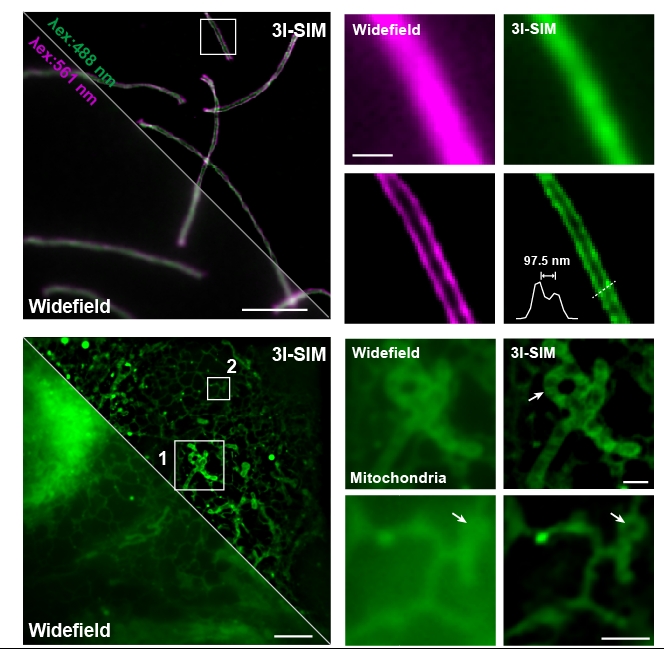 3I-SIM
λex:488 nm
λex:561 nm
Widefield
Widefield
3I-SIM
97.5 nm
3I-SIM
2
1
Widefield
Widefield
3I-SIM
Mitochondria